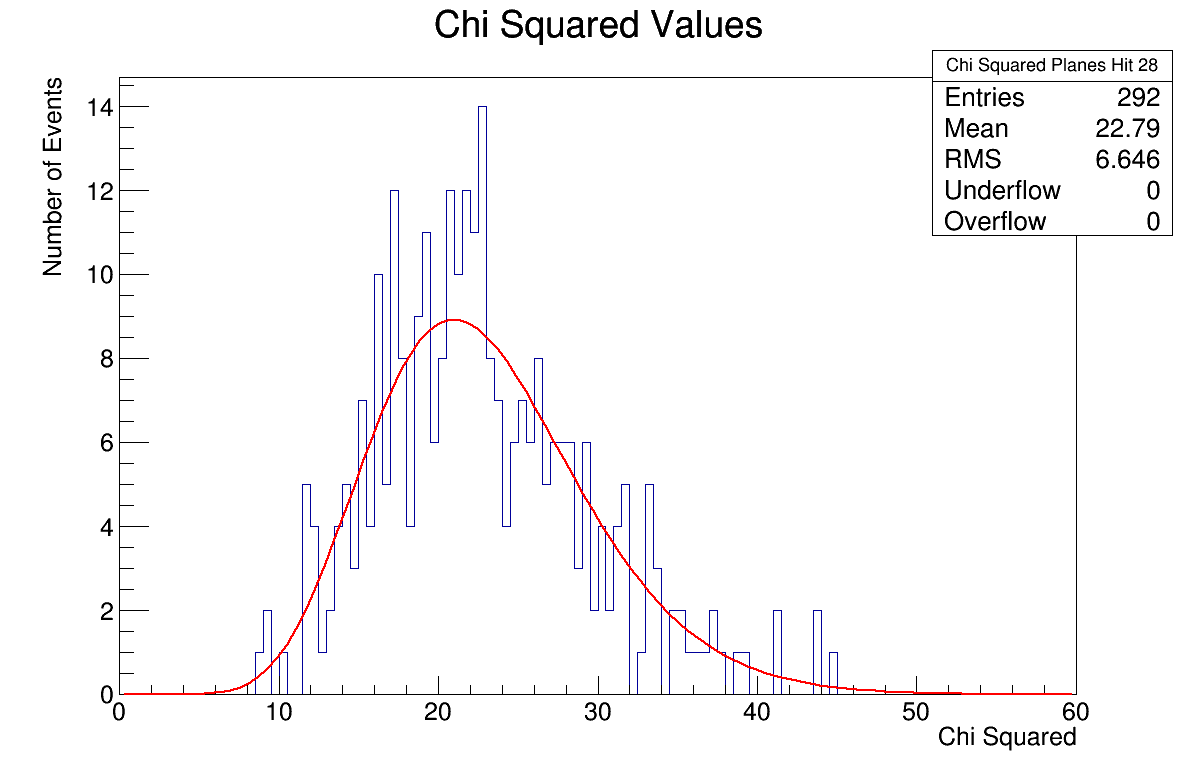 Chi Squared Values
Chi Squared Planes Hit 28
Entries 292
Mean 22.79
RMS 6.646
Underflow 0
Overflow 0
Number of Events
14
12
10
8
6
4
2
0
0 10 20 30 40 50 60
Chi Squared